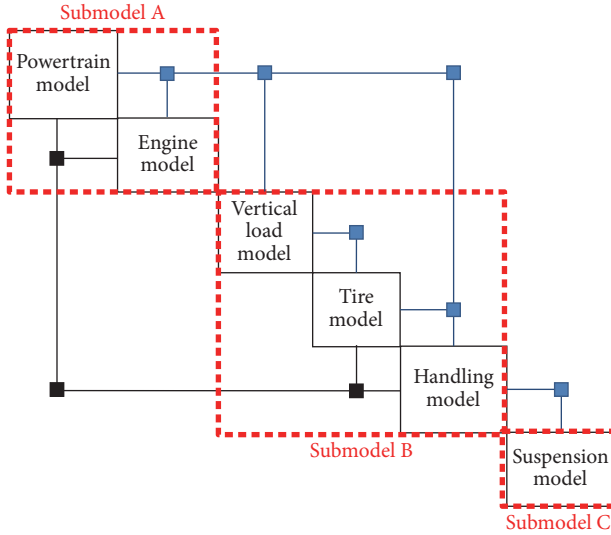 Submodel A
Powertrain
model
Engine
model
Vertical
load
model
Tire
model
Handling
model
Submodel B
Suspension
model
Submodel C